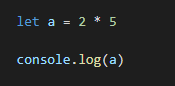 let a = 2 * 5
console.log(a)